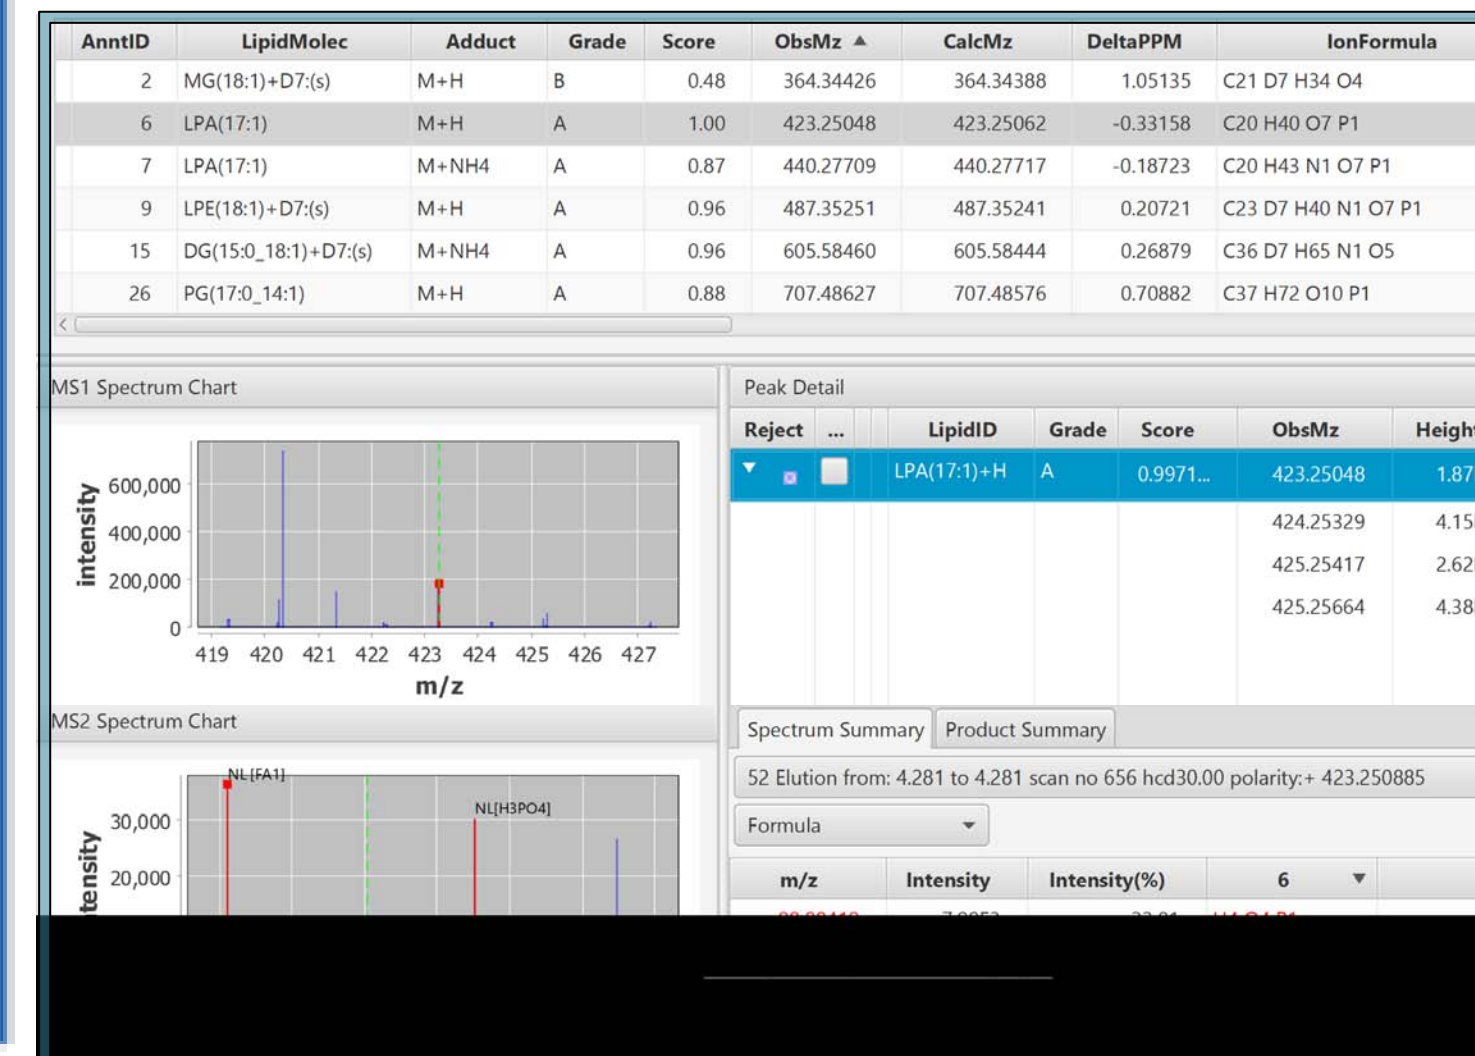 AnntID LipidMolec Adduct Grade Score ObsMz ▲ CalcMz DeltaPPM IonFormula
2 MG(18:1)+D7:(s) M+H B 0.48 364.34426 364.34388 1.05135 C21 D7 H34 O4
6 LPA(17:1) M+H A 1.00 423.25048 423.25062 -0.33158 C20 H40 O7 P1
7 LPA(17:1) M+NH4 A 0.87 440.27709 440.27717 -0.18723 C20 H43 N1 O7 P1
9 LPE(18:1)+D7:(s) M+H A 0.96 487.35251 487.35241 0.20721 C23 D7 H40 N1 O7 P1
15 DG(15:0_18:1)+D7:(s) M+NH4 A 0.96 605.58460 605.58444 0.26879 C36 D7 H65 N1 O5
26 PG(17:0_14:1) M+H A 0.88 707.48627 707.48576 0.70882 C37 H72 O10 P1
MS1 Spectrum Chart
intensity
600,000
400,000
200,000
0
419 420 421 422 423 424 425 426 427
m/z
Peak Detail
Reject ... LipidID Grade Score ObsMz Height
LPA(17:1)+H A 0.9971... 423.25048 1.87
424.25329 4.15
425.25417 2.62
425.25664 4.38
MS2 Spectrum Chart
NL[FA1]
NL[H3PO4]
30,000
20,000
Spectrum Summary Product Summary
52 Elution from: 4.281 to 4.281 scan no 656 hcd30.00 polarity:+ 423.250885
Formula
m/z Intensity Intensity(%) 6 ▼